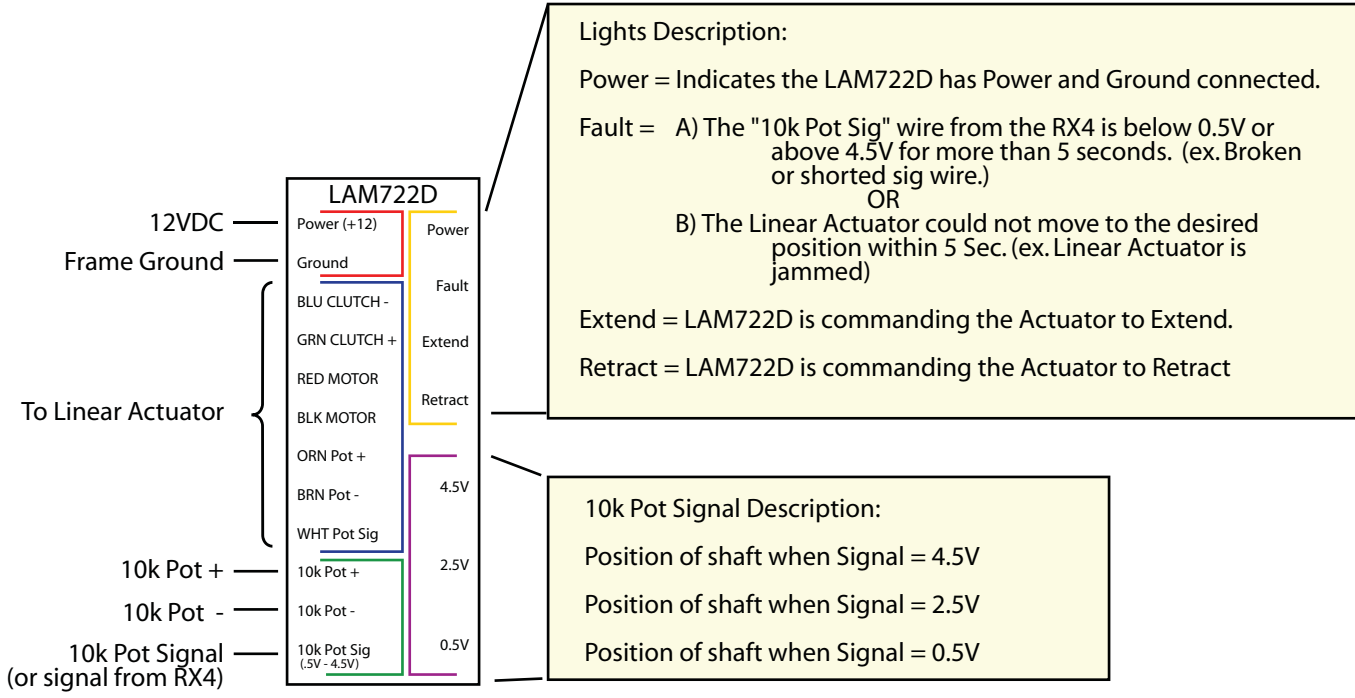 Lights Description:
Power = Indicates the LAM722D has Power and Ground connected.
Fault = A) The "10k Pot Sig" wire from the RX4 is below 0.5V or
above 4.5V for more than 5 seconds. (ex. Broken
or shorted sig wire.)
OR
B) The Linear Actuator could not move to the desired
position within 5 Sec. (ex. Linear Actuator is
jammed)
Extend = LAM722D is commanding the Actuator to Extend.
Retract = LAM722D is commanding the Actuator to Retract
12VDC
Frame Ground
To Linear Actuator
10k Pot +
10k Pot -
10k Pot Signal
(or signal from RX4)
LAM722D
Power (+12)
Ground
BLU CLUTCH -
GRN CLUTCH +
RED MOTOR
BLK MOTOR
ORN Pot +
BRN Pot -
WHT Pot Sig
10k Pot +
10k Pot -
10k Pot Sig
(.5V - 4.5V)
Power
Fault
Extend
Retract
4.5V
2.5V
0.5V
10k Pot Signal Description:
Position of shaft when Signal = 4.5V
Position of shaft when Signal = 2.5V
Position of shaft when Signal = 0.5V